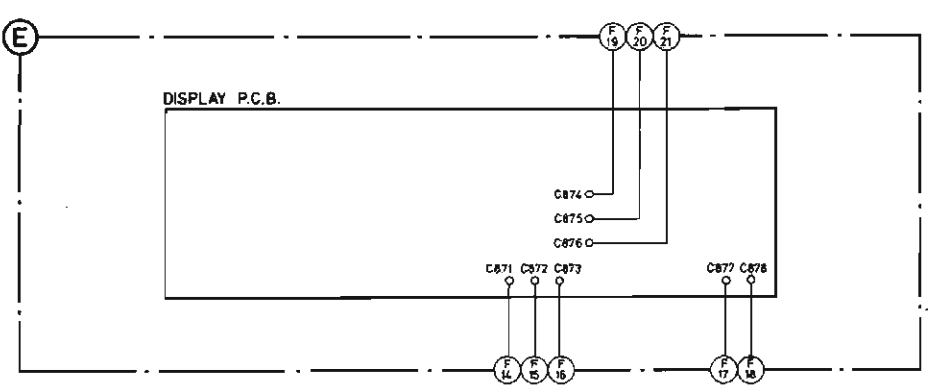 E
F 19
F 20
F 21
DISPLAY P.C.B.
C874
C875
C876
C871 C872 C873
C877 C878
F 14
F 15
F 16
F 17
F 18